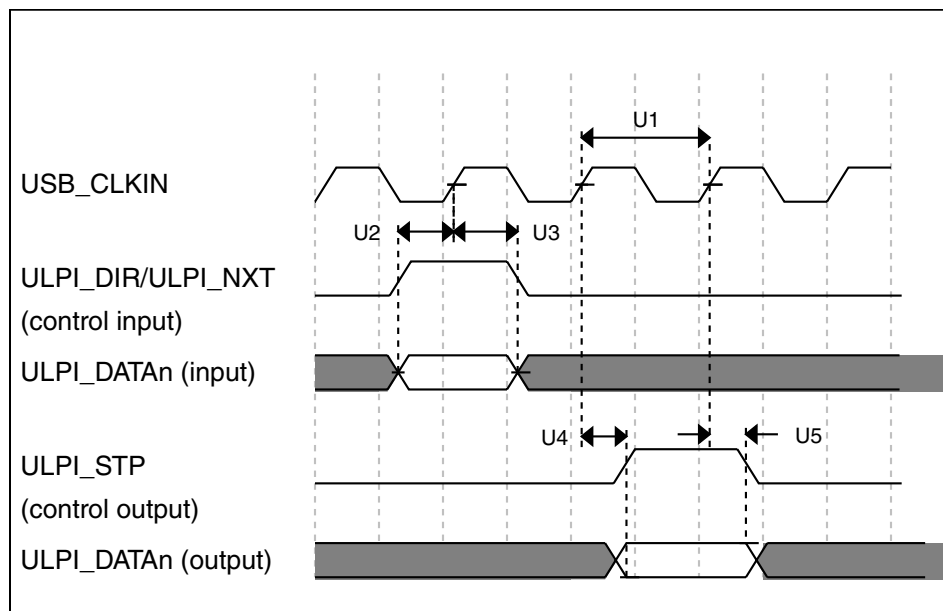 U1
USB_CLKIN
U2
U3
ULPI_DIR/ULPI_NXT
(control input)
ULPI_DATAn (input)
U4
U5
ULPI_STP
(control output)
ULPI_DATAn (output)